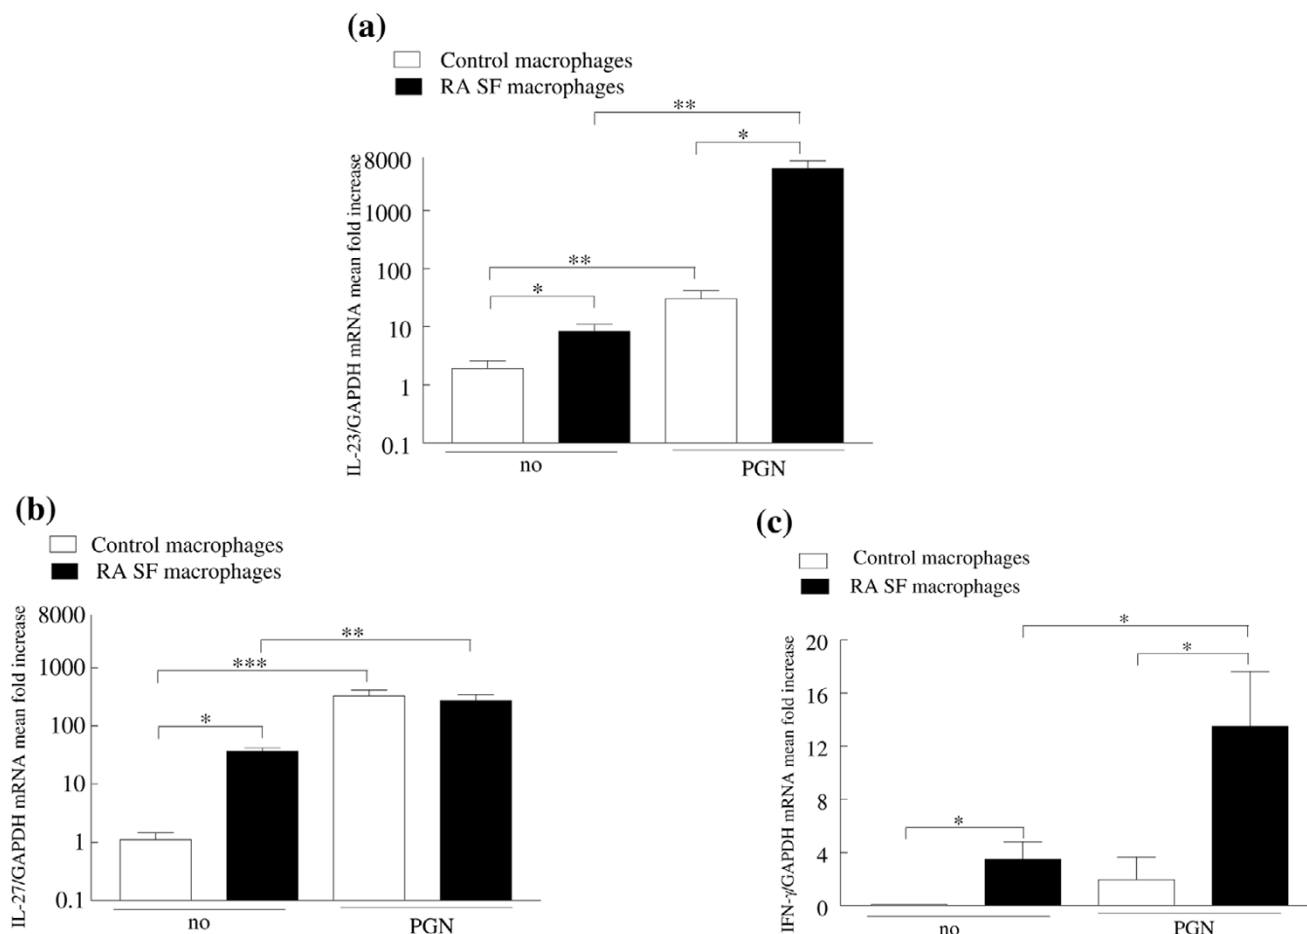 (a)
Control macrophages
RA SF macrophages
**
*
**
*
IL-23/GAPDH mRNA mean fold increase
8000
1000
100
10
1
0.1
no
PGN
(b)
Control macrophages
RA SF macrophages
**
***
*
IL-27/GAPDH mRNA mean fold increase
8000
1000
100
10
1
0.1
no
PGN
(c)
Control macrophages
RA SF macrophages
*
*
*
IFN-γ/GAPDH mRNA mean fold increase
20
16
12
8
4
0
no
PGN